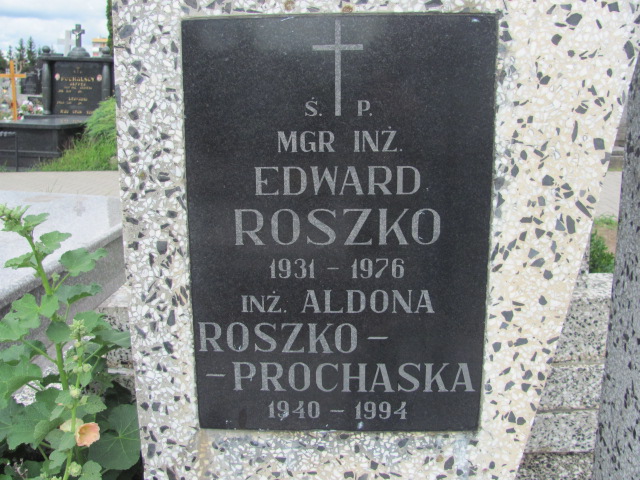 Ś. P.
MGR INŻ.
EDWARD
ROSZKO
1931 - 1976
INŻ. ALDONA
ROSZKO -
- PROCHASKA
1940 - 1994